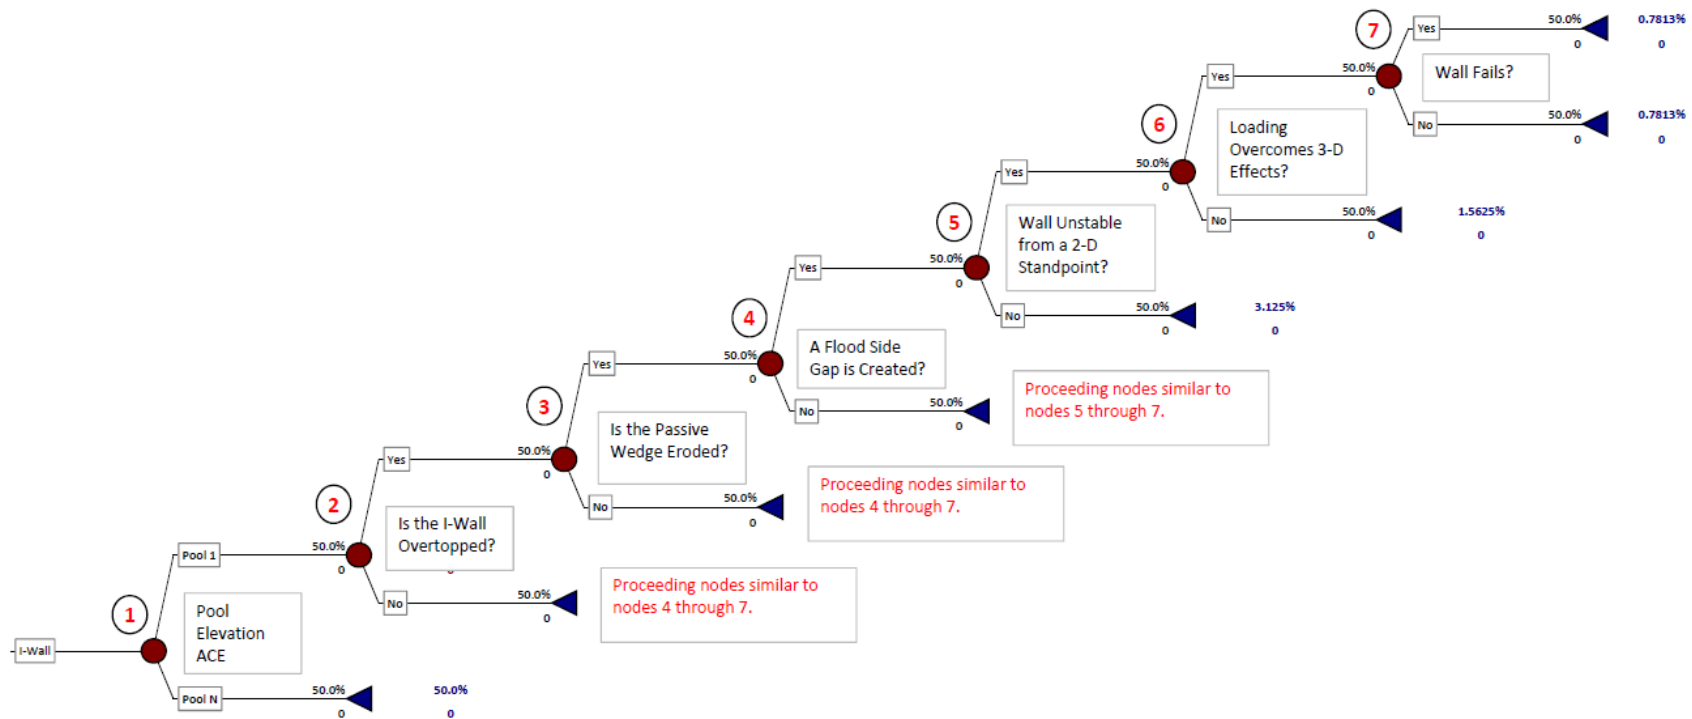 7
Yes
50.0%
0
0.7813%
0
Wall Fails?
50.0%
0
No
50.0%
0
0.7813%
0
6
Yes
Loading
Overcomes 3-D
Effects?
50.0%
0
No
50.0%
0
1.5625%
0
5
Yes
Wall Unstable
from a 2-D
Standpoint?
50.0%
0
No
50.0%
0
3.125%
0
4
Yes
A Flood Side
Gap is Created?
50.0%
0
No
50.0%
0
Proceeding nodes similar to
nodes 5 through 7.
3
Yes
Is the Passive
Wedge Eroded?
50.0%
0
No
50.0%
0
Proceeding nodes similar to
nodes 4 through 7.
2
Yes
Is the I-Wall
Overtopped?
50.0%
0
No
50.0%
0
Proceeding nodes similar to
nodes 4 through 7.
1
Pool 1
Pool
Elevation
ACE
I-Wall
Pool N
50.0%
0
50.0%
0